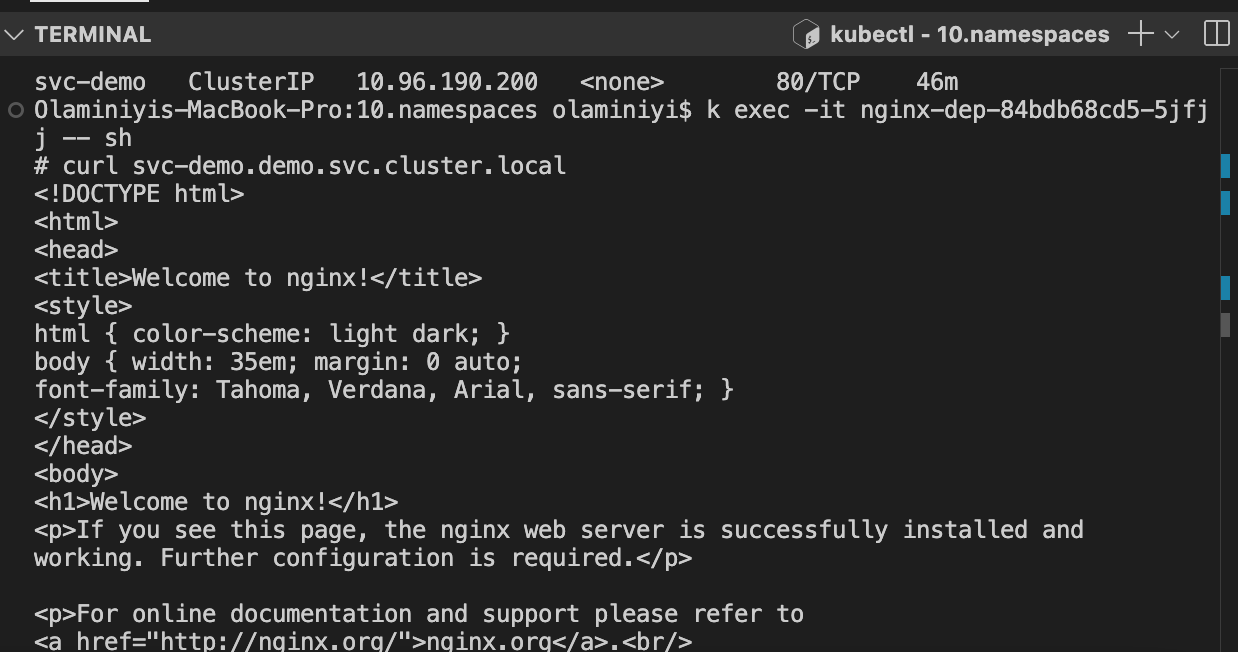 TERMINAL
kubectl - 10.namespaces
svc-demo   ClusterIP   10.96.190.200   <none>        80/TCP    46m
Olaminiyis-MacBook-Pro:10.namespaces olaminiyi$ k exec -it nginx-dep-84bdb68cd5-5jfj
j -- sh
# curl svc-demo.demo.svc.cluster.local
<!DOCTYPE html>
<html>
<head>
<title>Welcome to nginx!</title>
<style>
html { color-scheme: light dark; }
body { width: 35em; margin: 0 auto;
font-family: Tahoma, Verdana, Arial, sans-serif; }
</style>
</head>
<body>
<h1>Welcome to nginx!</h1>
<p>If you see this page, the nginx web server is successfully installed and
working. Further configuration is required.</p>

<p>For online documentation and support please refer to
<a href="http://nginx.org/">nginx.org</a>.<br/>